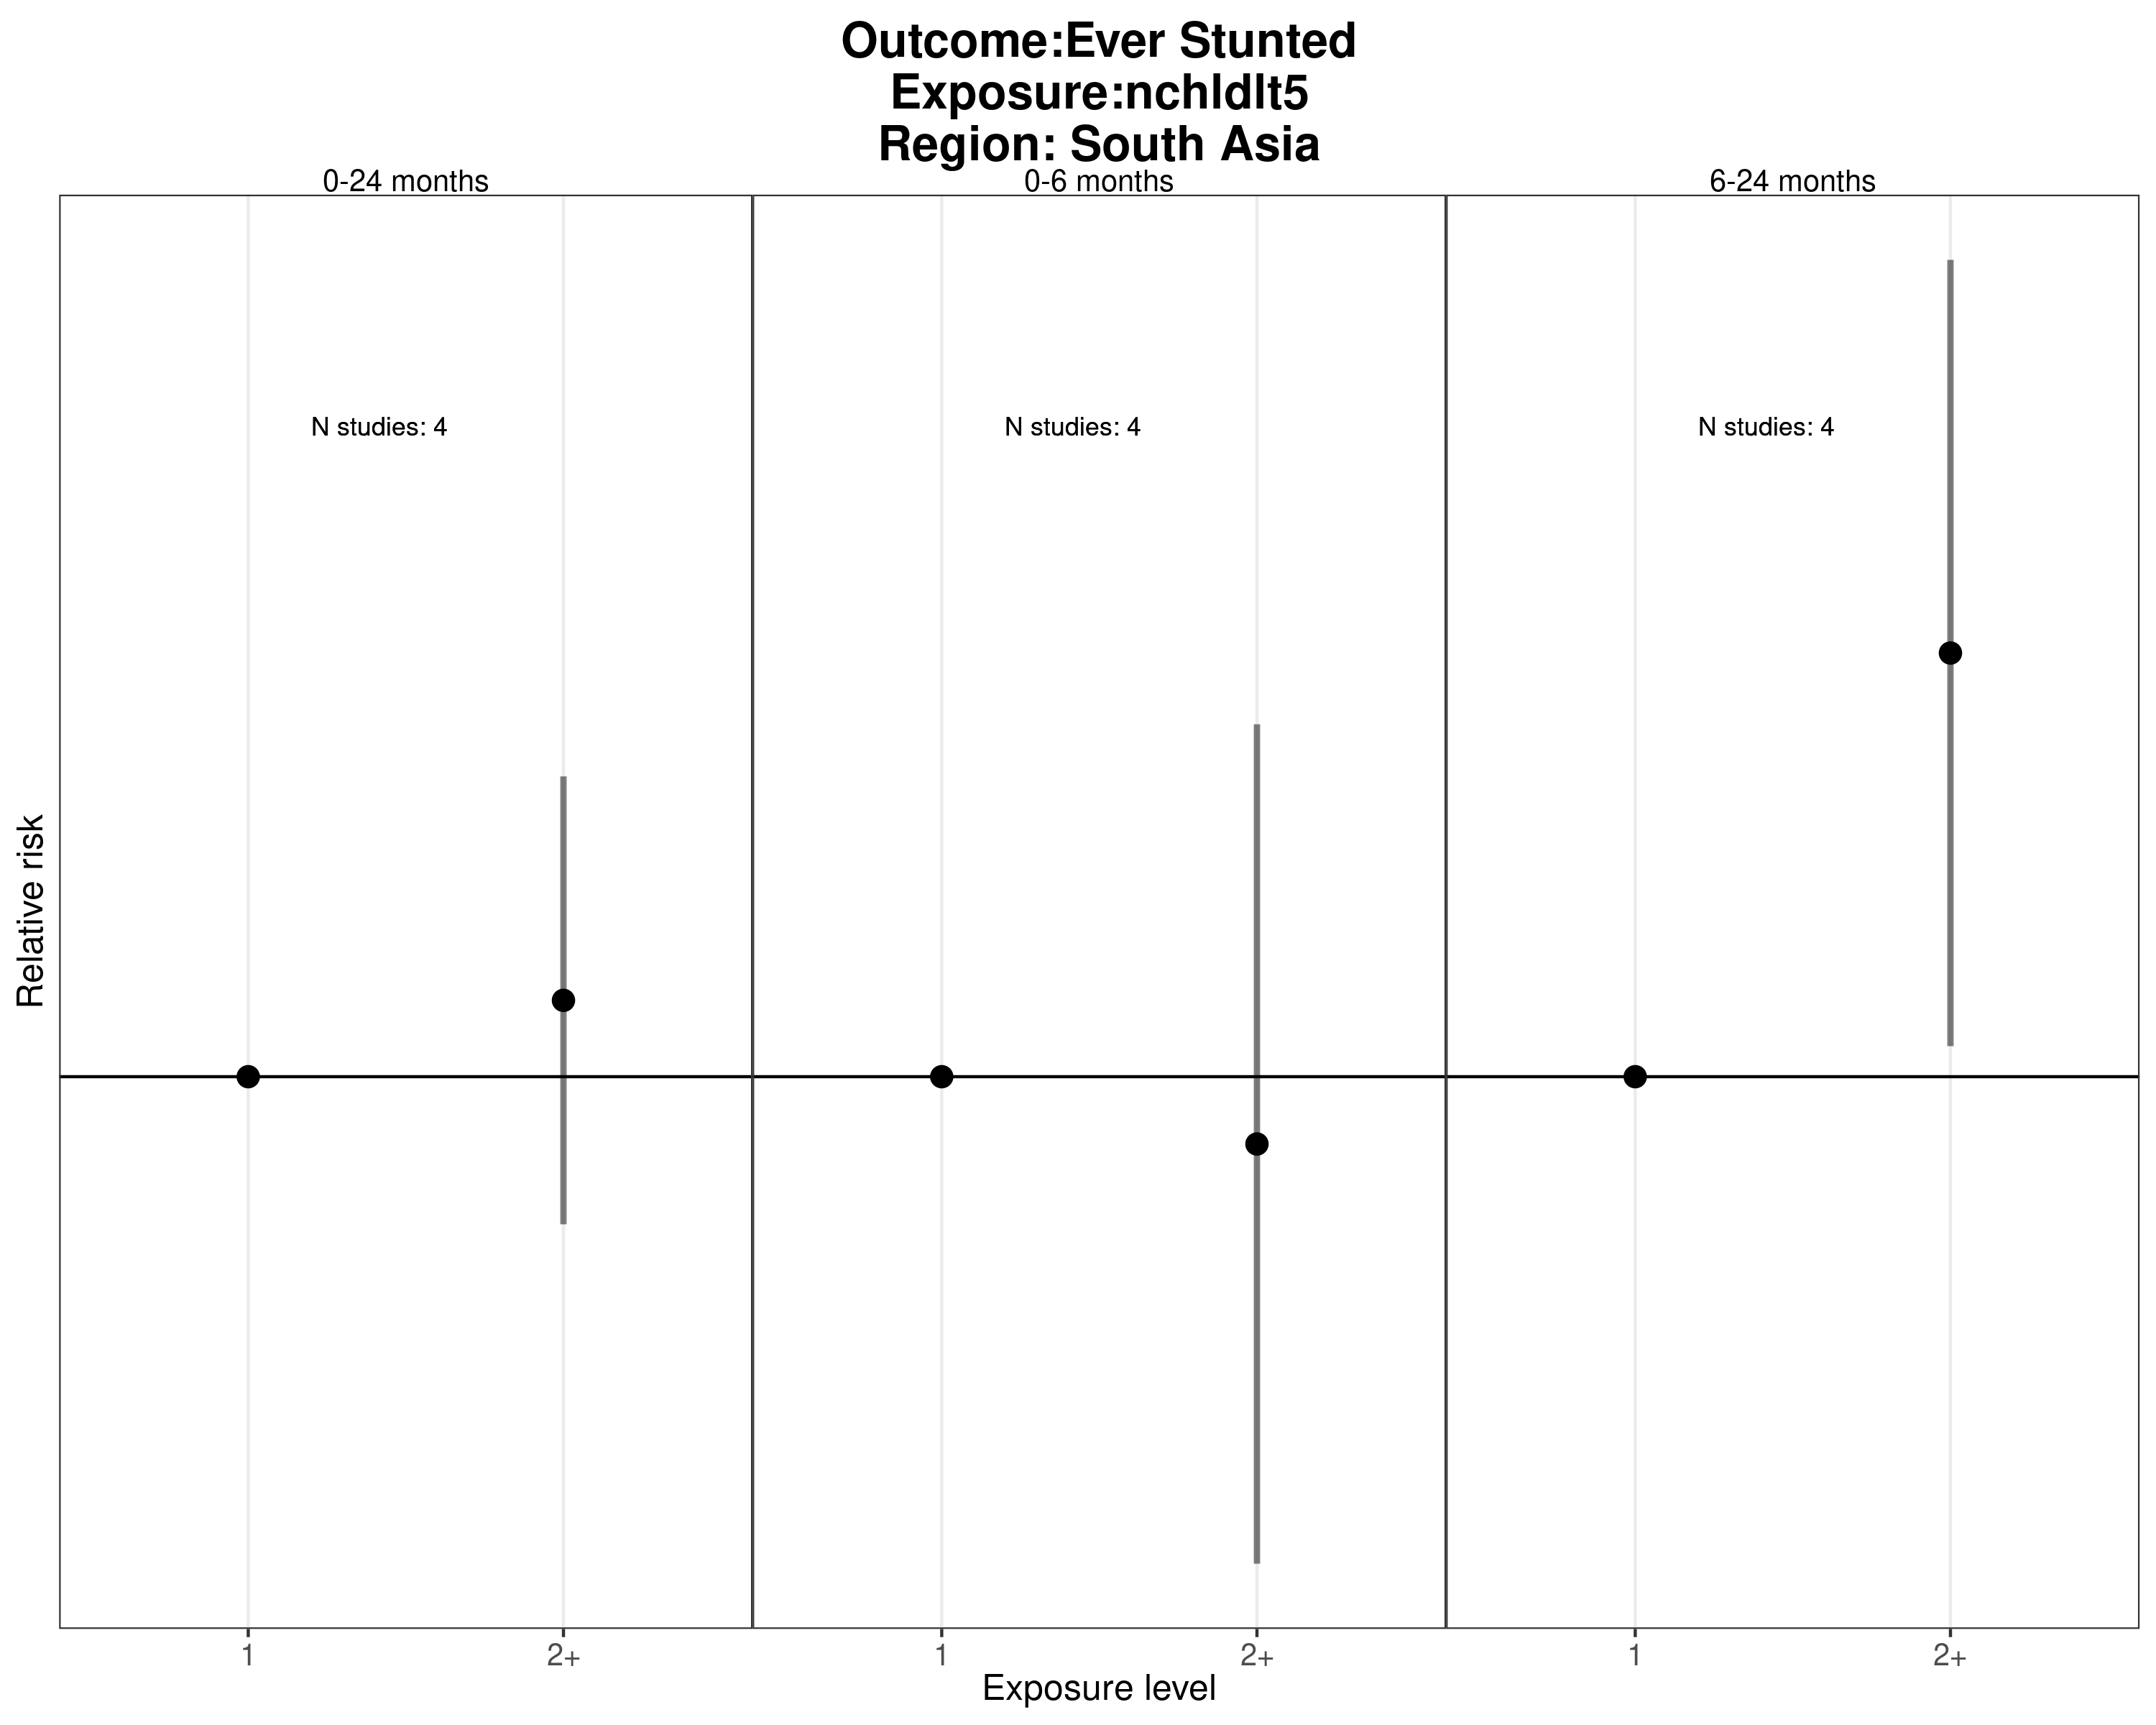 Outcome:Ever Stunted
Exposure:nchldlt5
Region: South Asia
0-24 months
0-6 months
6-24 months
N studies: 4
N studies: 4
N studies: 4
Relative risk
1
2+
1
2+
1
2+
Exposure level